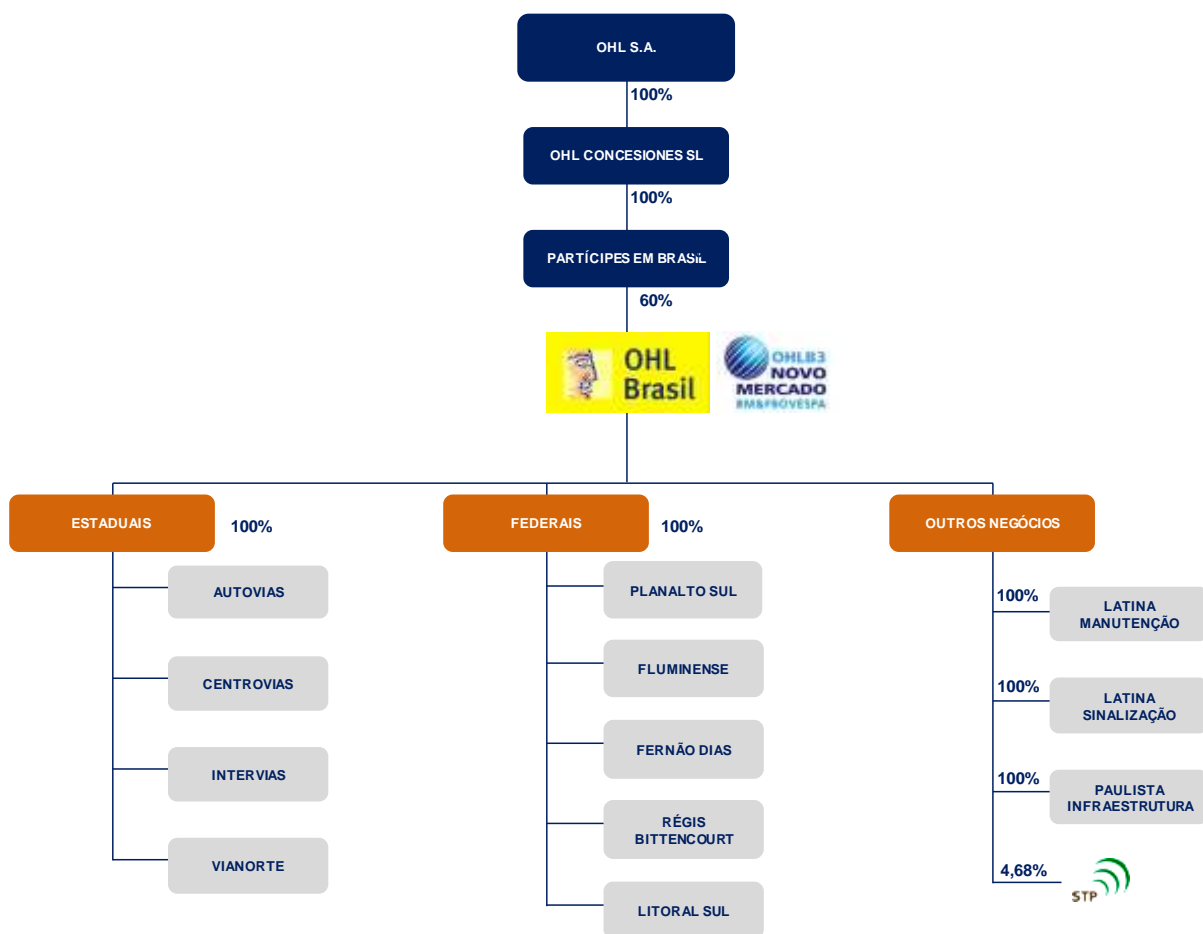 OHL S.A.
100%
OHL CONCESIONES SL
100%
PARTÍCIPES EM BRASIL
60%
OHL
Brasil
OHLB3
NOVO
MERCADO
BM&FBOVESPA
ESTADUAIS
100%
FEDERAIS
100%
OUTROS NEGÓCIOS
AUTOVIAS
CENTROVIAS
INTERVIAS
VIANORTE
PLANALTO SUL
FLUMINENSE
FERNÃO DIAS
RÉGIS
BITTENCOURT
LITORAL SUL
100%
LATINA
MANUTENÇÃO
100%
LATINA
SINALIZAÇÃO
100%
PAULISTA
INFRAESTRUTURA
4,68%
STP